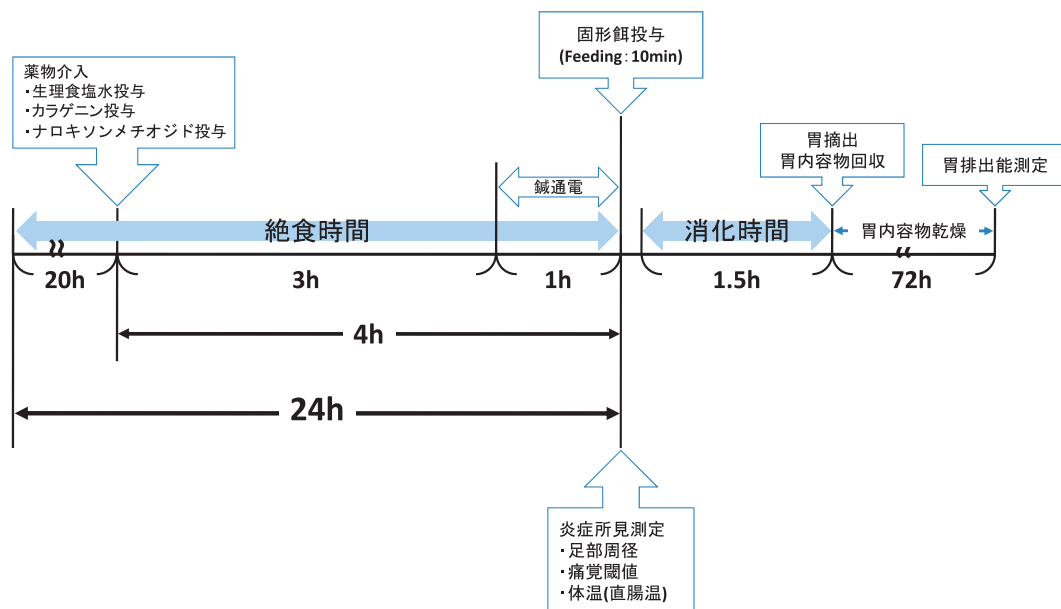 固形餌投与
(Feeding：10min)
薬物介入
・生理食塩水投与
・カラゲニン投与
・ナロキソンメチオジド投与
胃摘出
胃内容物回収
胃排出能測定
鍼通電
絶食時間
消化時間
胃内容物乾燥
20h
3h
1h
1.5h
72h
4h
24h
炎症所見測定
・足部周径
・痛覚閾値
・体温(直腸温)